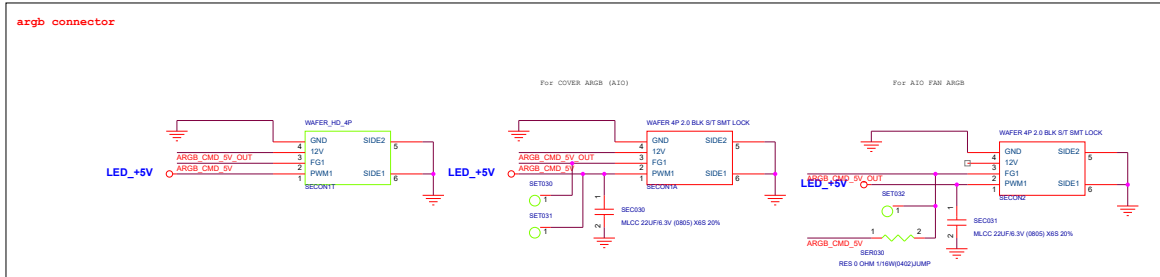 argb connector
For COVER ARGB (AIO)
For AIO FAN ARGB
WAFER_HD_4P
GND
12V
FG1
PWM1
SIDE2
SIDE1
4
3
2
1
5
6
SECON1T
ARGB_CMD_5V_OUT
ARGB_CMD_5V
LED_+5V
WAFER 4P 2.0 BLK S/T SMT LOCK
GND
12V
FG1
PWM1
SIDE2
SIDE1
4
3
2
1
5
6
SECON1A
ARGB_CMD_5V_OUT
ARGB_CMD_5V
LED_+5V
SET030
1
SET031
1
1
2
SEC030
MLCC 22UF/6.3V (0805) X6S 20%
WAFER 4P 2.0 BLK S/T SMT LOCK
GND
12V
FG1
PWM1
SIDE2
SIDE1
4
3
2
1
5
6
SECON2
ARGB_CMD_5V_OUT
LED_+5V
SET032
1
1
2
SEC031
MLCC 22UF/6.3V (0805) X6S 20%
ARGB_CMD_5V
1
2
SER030
RES 0 OHM 1/16W(0402)JUMP